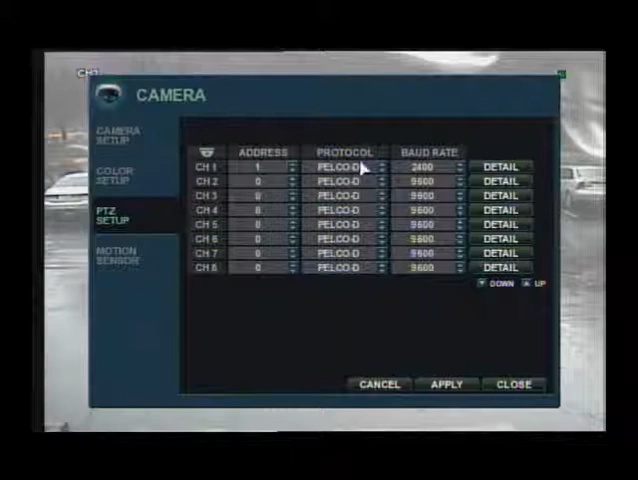 CH7
CAMERA
CAMERA
SETUP
COLOR
SETUP
PTZ
SETUP
MOTION
SENSOR
ADDRESS PROTOCOL BAUD RATE
CH 1 1 PELCO-D 2400 DETAIL
CH 2 0 PELCO-D 9600 DETAIL
CH 3 0 PELCO-D 9600 DETAIL
CH 4 0 PELCO-D 9600 DETAIL
CH 5 0 PELCO-D 9600 DETAIL
CH 6 0 PELCO-D 9600 DETAIL
CH 7 0 PELCO-D 9600 DETAIL
CH 8 0 PELCO-D 9600 DETAIL
DOWN UP
CANCEL APPLY CLOSE